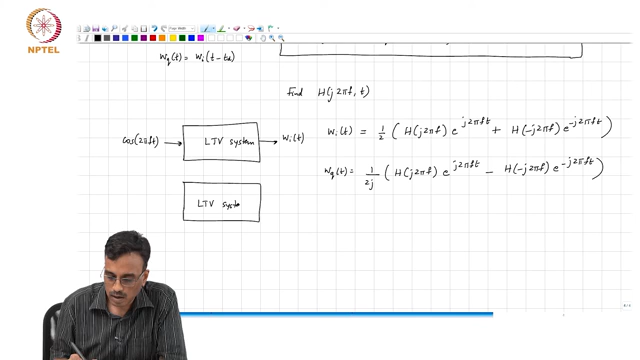 NPTEL
w_q(t) = w_i(t-t_d)
Find H(j2πf, t)
cos(2πft) → LTV system → w_i(t)
w_i(t) = 1/2 ( H(j2πf) e^{j2πft} + H(-j2πf) e^{-j2πft} )
w_q(t) = 1/2j ( H(j2πf) e^{j2πft} - H(-j2πf) e^{-j2πft} )
LTV syste